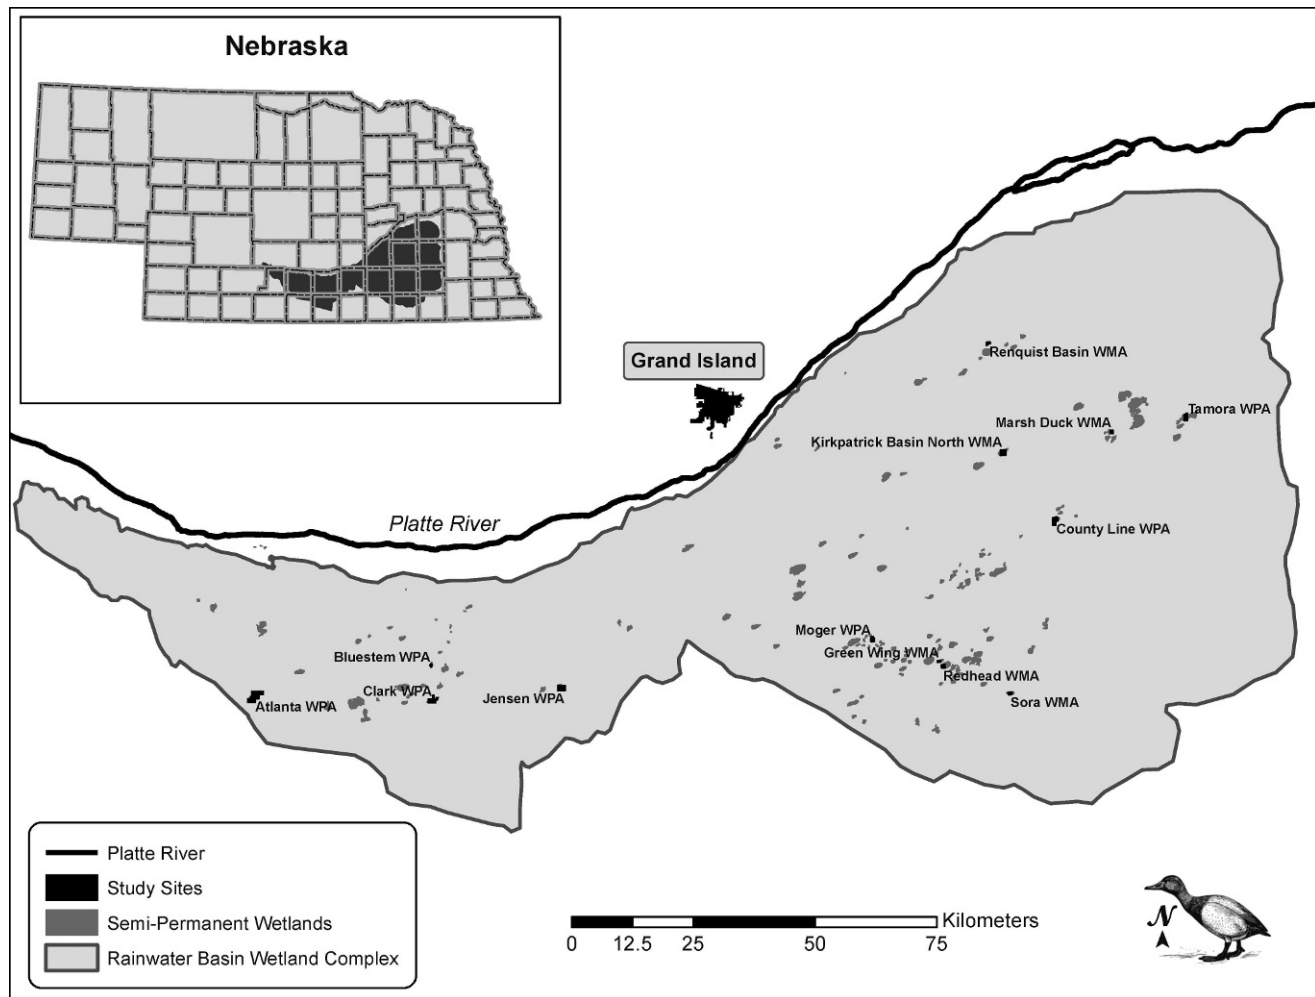 Nebraska
Grand Island
Renquist Basin WMA
Tamora WPA
Marsh Duck WMA
Kirkpatrick Basin North WMA
Platte River
County Line WPA
Moger WPA
Green Wing WMA
Bluestem WPA
Redhead WMA
Clark WPA
Jensen WPA
Sora WMA
Atlanta WPA
Platte River
Study Sites
Semi-Permanent Wetlands
Rainwater Basin Wetland Complex
Kilometers
0 12.5 25 50 75
N